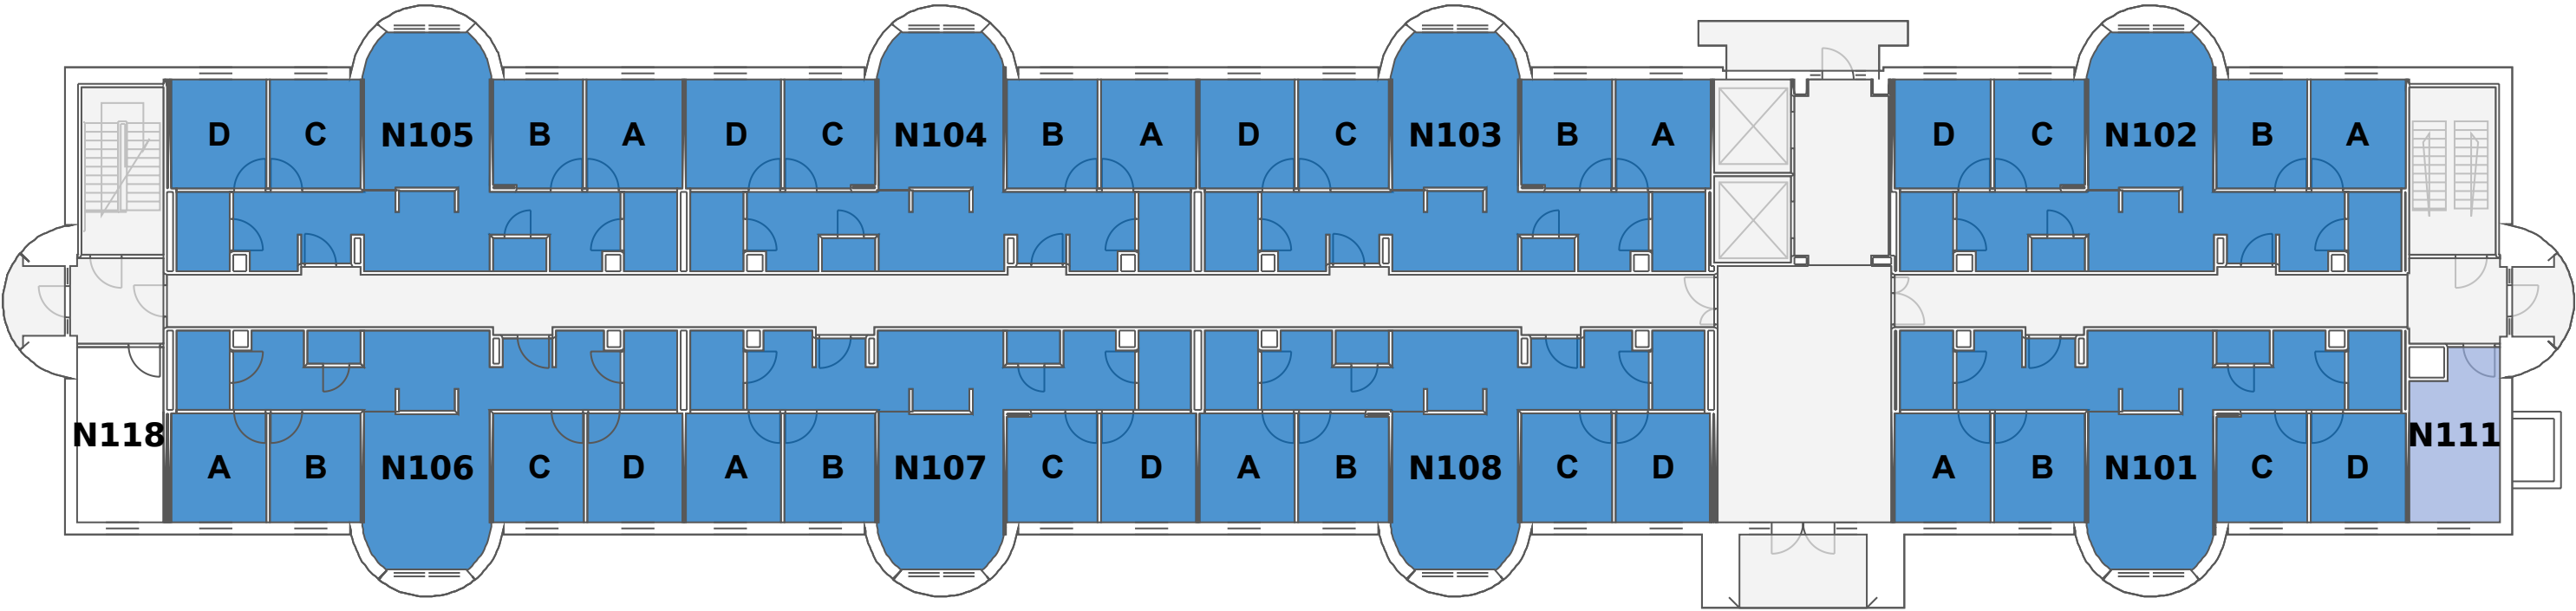 D C N105 B A D C N104 B A D C N103 B A D C N102 B A
N118 N111
A B N106 C D A B N107 C D A B N108 C D A B N101 C D